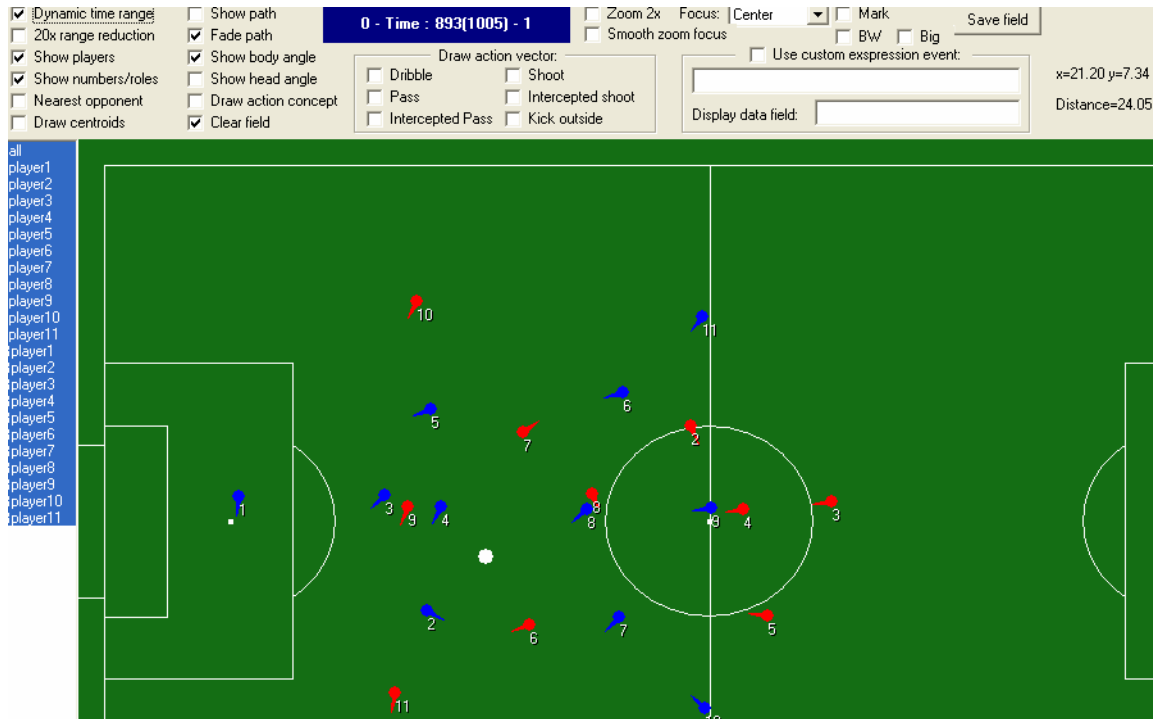 Dynamic time range
20x range reduction
Show players
Show numbers/roles
Nearest opponent
Draw centroids
Show path
Fade path
Show body angle
Show head angle
Draw action concept
Clear field
0 - Time : 893(1005) - 1
Draw action vector:
Dribble
Shoot
Pass
Intercepted shoot
Intercepted Pass
Kick outside
Zoom 2x
Focus:
Center
Mark
Smooth zoom focus
BW
Big
Save field
Use custom exspression event:
Display data field:
x=21.20 y=7.34
Distance=24.05
all
player1
player2
player3
player4
player5
player6
player7
player8
player9
player10
player11
player1
player2
player3
player4
player5
player6
player7
player8
player9
player10
player11
10
11
5
6
7
2
1
3
9
4
8
8
9
4
3
2
6
7
5
11